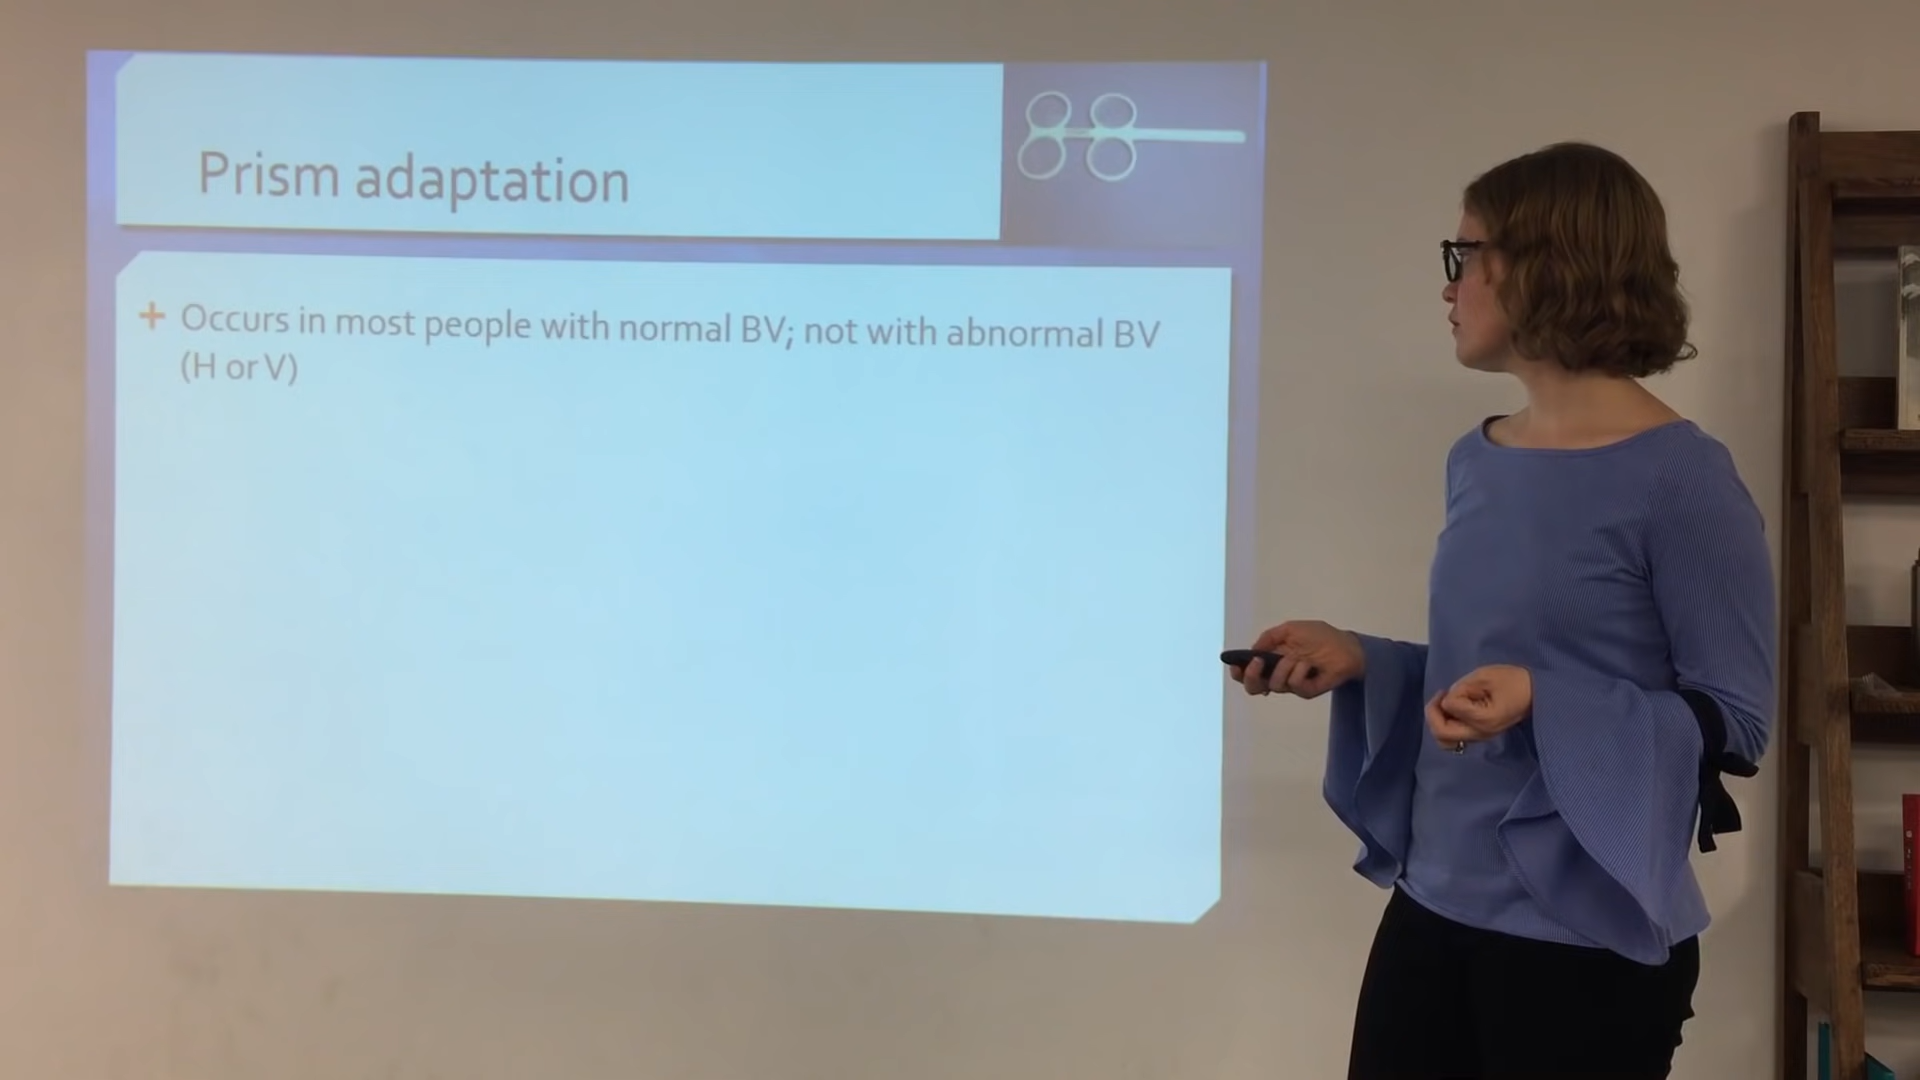 Prism adaptation
+ Occurs in most people with normal BV; not with abnormal BV
(H or V)